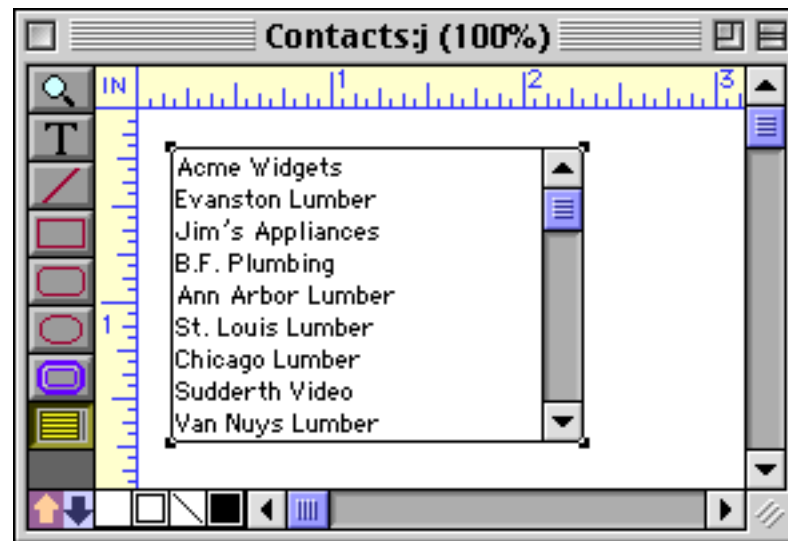 Contacts:j (100%)
IN 1 2 3
T
Acme Widgets
Evanston Lumber
Jim's Appliances
B.F. Plumbing
Ann Arbor Lumber
1
St. Louis Lumber
Chicago Lumber
Sudderth Video
Van Nuys Lumber